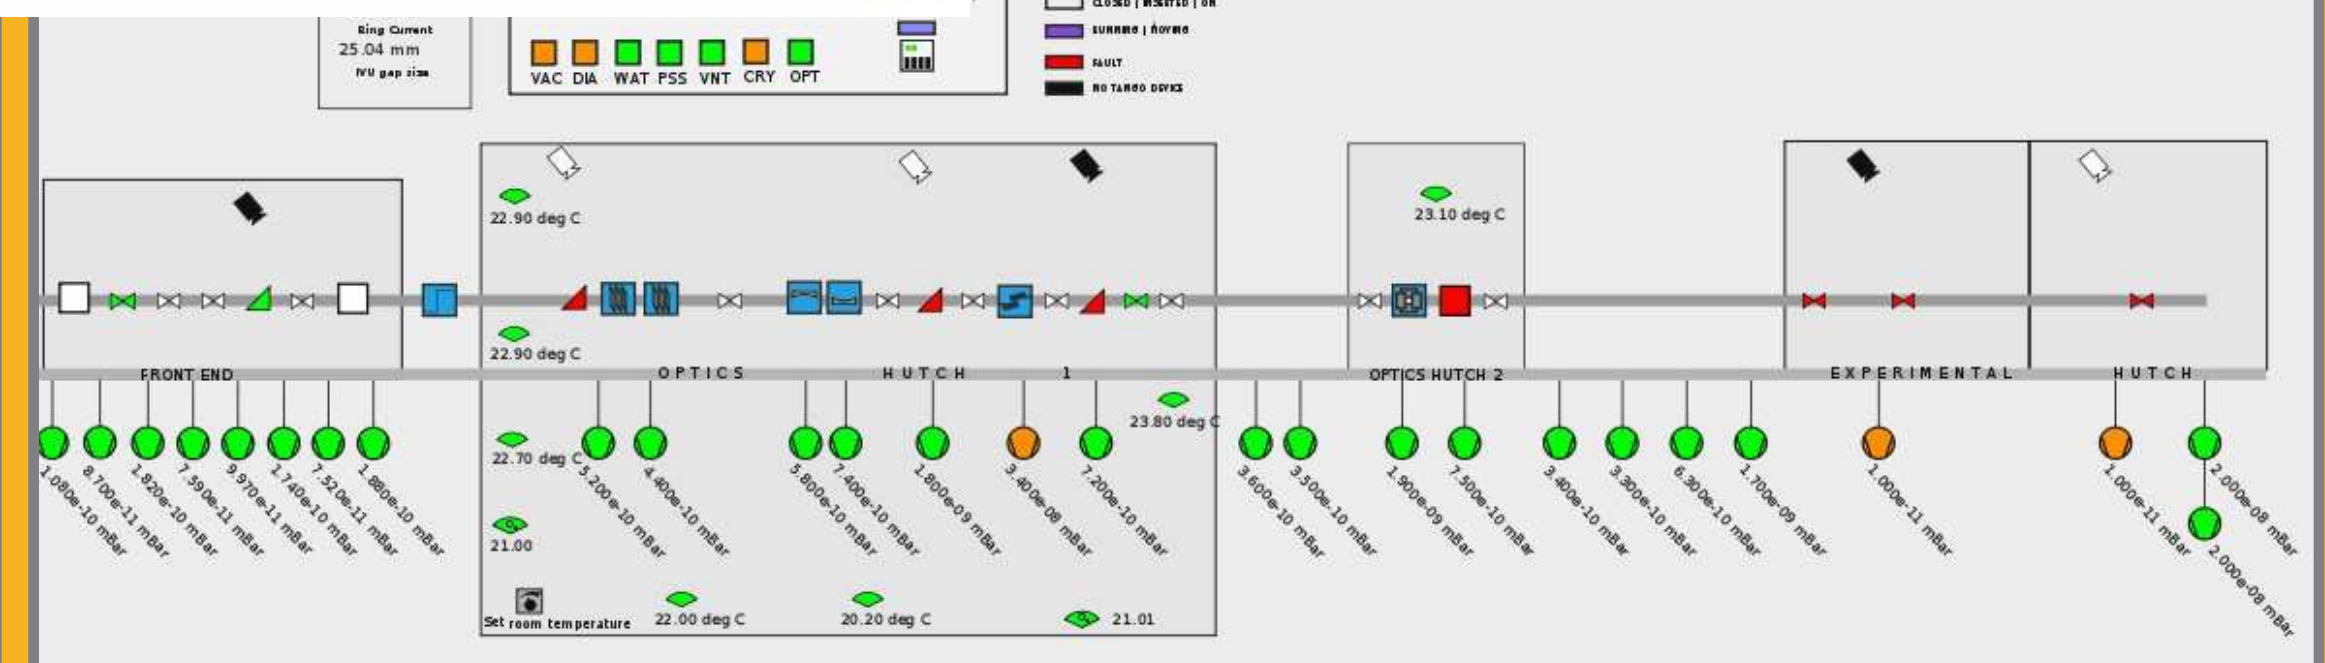 CLOSED | INSERTED | ON
Ring Current
25.04 mm
IVU gap size
VAC DIA WAT PSS VNT CRY OPT
RUNNING | MOVING
FAULT
NO TANGO DEVICE
22.90 deg C
23.10 deg C
22.90 deg C
FRONT END
OPTICS HUTCH 1
OPTICS HUTCH 2
EXPERIMENTAL HUTCH
23.80 deg C
22.70 deg C
1.080e-10 mBar
8.700e-11 mBar
1.820e-10 mBar
7.590e-11 mBar
9.970e-11 mBar
1.740e-10 mBar
7.520e-11 mBar
1.880e-10 mBar
5.200e-10 mBar
4.400e-10 mBar
5.800e-10 mBar
7.400e-10 mBar
1.800e-09 mBar
3.400e-08 mBar
7.200e-10 mBar
3.600e-10 mBar
3.500e-10 mBar
1.900e-09 mBar
7.500e-10 mBar
3.400e-10 mBar
3.300e-10 mBar
6.300e-10 mBar
1.700e-09 mBar
1.000e-11 mBar
1.000e-11 mBar
2.000e-08 mBar
2.000e-08 mBar
21.00
Set room temperature
22.00 deg C
20.20 deg C
21.01